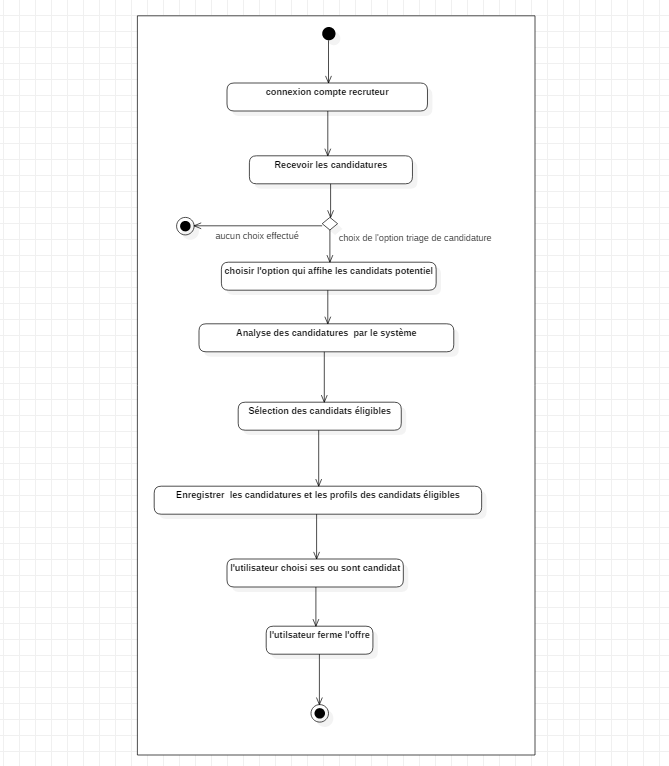 connexion compte recruteur
Recevoir les candidatures
aucun choix effectué
choix de l'option triage de candidature
choisir l'option qui affihe les candidats potentiel
Analyse des candidatures  par le système
Sélection des candidats éligibles
Enregistrer  les candidatures et les profils des candidats éligibles
l'utilisateur choisi ses ou sont candidat
l'utilsateur ferme l'offre